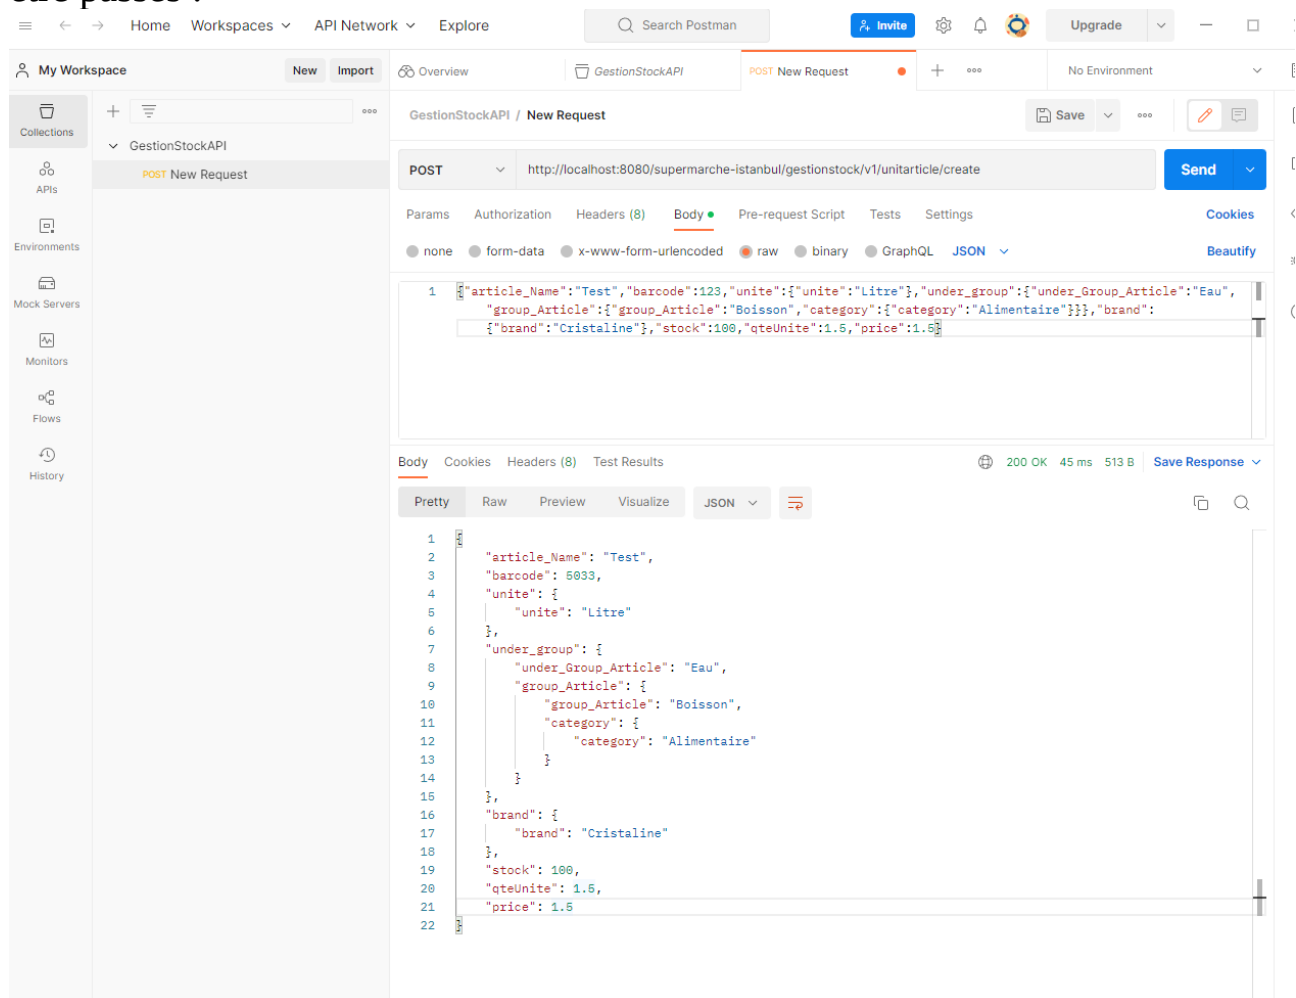 Home Workspaces API Network Explore Search Postman Invite Upgrade
My Workspace New Import Overview GestionStockAPI POST New Request No Environment
Collections
GestionStockAPI / New Request Save
GestionStockAPI
POST New Request
POST http://localhost:8080/supermarche-istanbul/gestionstock/v1/unitarticle/create Send
APIs
Params Authorization Headers (8) Body Pre-request Script Tests Settings Cookies
Environments
none form-data x-www-form-urlencoded raw binary GraphQL JSON Beautify
Mock Servers
1 {"article_Name":"Test","barcode":123,"unite":{"unite":"Litre"},"under_group":{"under_Group_Article":"Eau",
"group_Article":{"group_Article":"Boisson","category":{"category":"Alimentaire"}}},"brand":
{"brand":"Cristaline"},"stock":100,"qteUnite":1.5,"price":1.5}
Monitors
Flows
History
Body Cookies Headers (8) Test Results 200 OK 45 ms 513 B Save Response
Pretty Raw Preview Visualize JSON
1 {
2 "article_Name": "Test",
3 "barcode": 5033,
4 "unite": {
5 "unite": "Litre"
6 },
7 "under_group": {
8 "under_Group_Article": "Eau",
9 "group_Article": {
10 "group_Article": "Boisson",
11 "category": {
12 "category": "Alimentaire"
13 }
14 }
15 },
16 "brand": {
17 "brand": "Cristaline"
18 },
19 "stock": 100,
20 "qteUnite": 1.5,
21 "price": 1.5
22 }